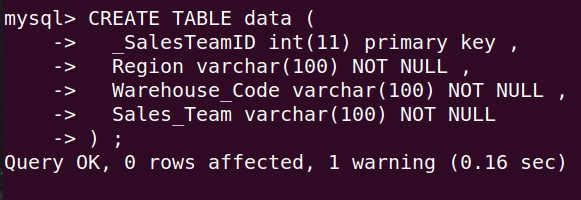 mysql> CREATE TABLE data (
    ->   _SalesTeamID int(11) primary key ,
    ->   Region varchar(100) NOT NULL ,
    ->   Warehouse_Code varchar(100) NOT NULL ,
    ->   Sales_Team varchar(100) NOT NULL
    -> ) ;
Query OK, 0 rows affected, 1 warning (0.16 sec)